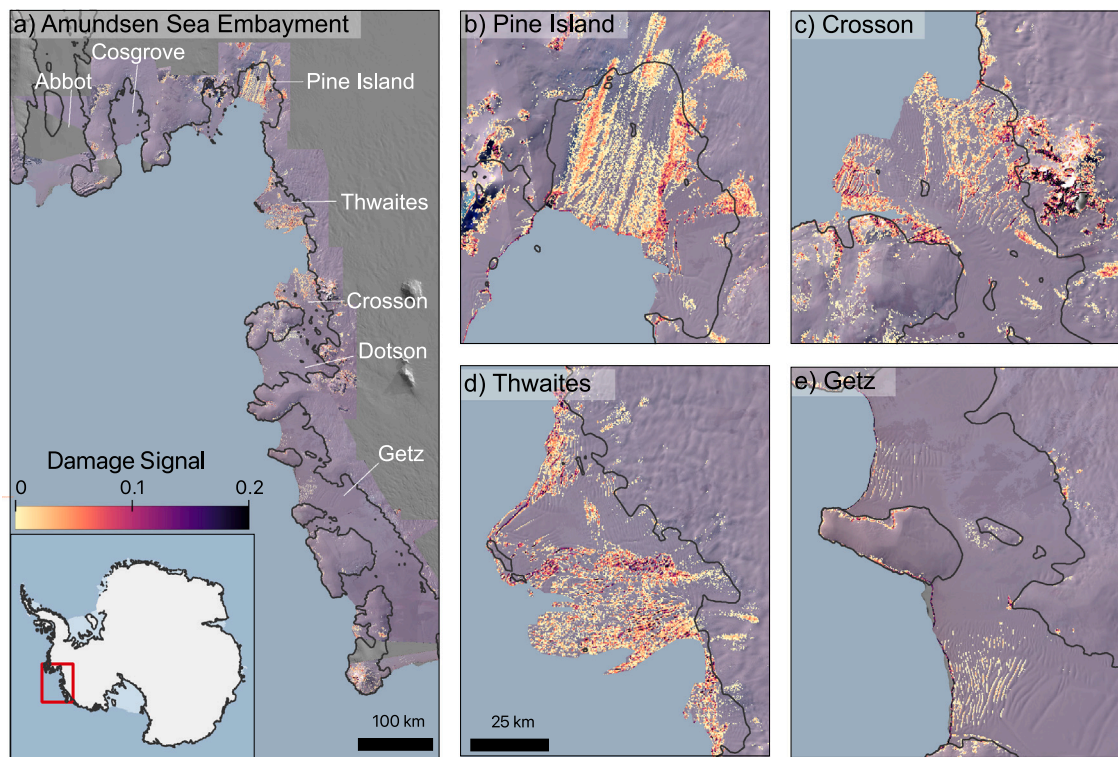 a) Amundsen Sea Embayment
Cosgrove
Abbot
Pine Island
Thwaites
Crosson
Dotson
Getz
Damage Signal
0
0.1
0.2
100 km
b) Pine Island
c) Crosson
d) Thwaites
25 km
e) Getz